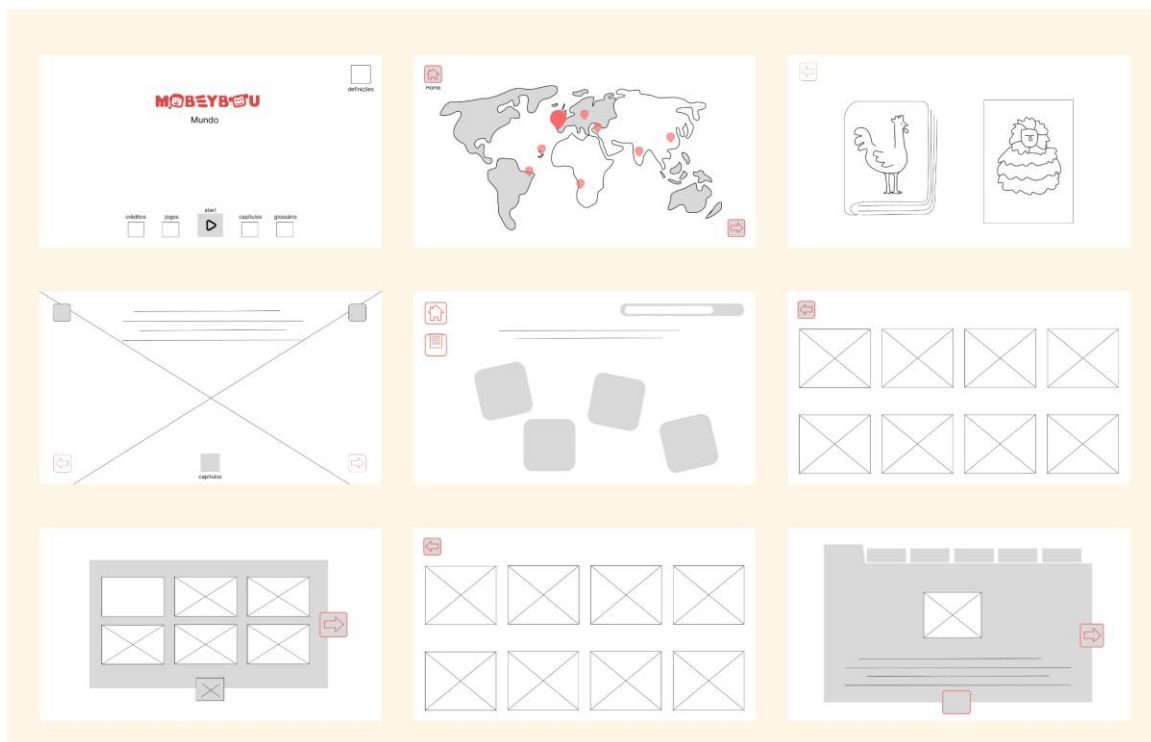 MOBEYBOU
Mundo
definições
créditos
jogos
start
capítulos
glossário
Home
capítulos